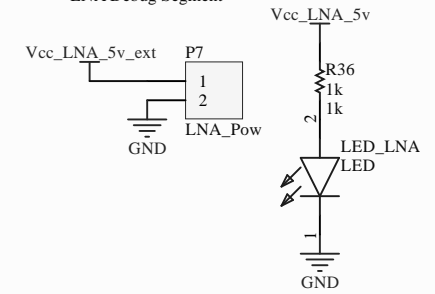 Vcc_LNA_5v
Vcc_LNA_5v_ext
P7
1
2
LNA_Pow
GND
R36
1k
1k
2
LED_LNA
LED
1
GND